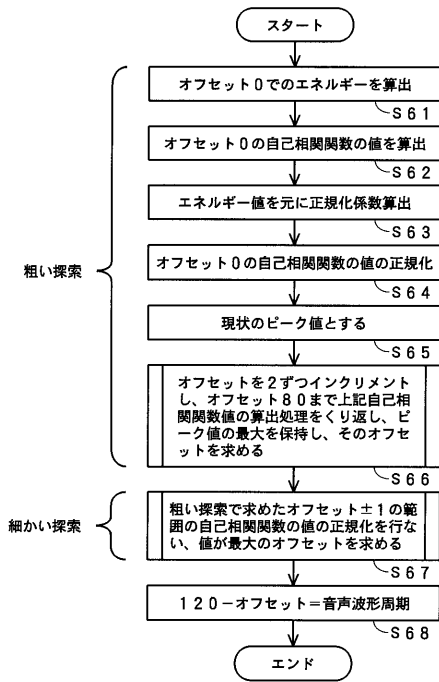 スタート
オフセット０でのエネルギーを算出
Ｓ６１
オフセット０の自己相関関数の値を算出
Ｓ６２
エネルギー値を元に正規化係数算出
Ｓ６３
オフセット０の自己相関関数の値の正規化
Ｓ６４
粗い探索
現状のピーク値とする
Ｓ６５
オフセットを２ずつインクリメント
し、オフセット８０まで上記自己相
関関数値の算出処理をくり返し、ピ
ーク値の最大を保持し、そのオフセ
ットを求める
Ｓ６６
細かい探索
粗い探索で求めたオフセット±１の範
囲の自己相関関数の値の正規化を行な
い、値が最大のオフセットを求める
Ｓ６７
１２０－オフセット＝音声波形周期
Ｓ６８
エンド